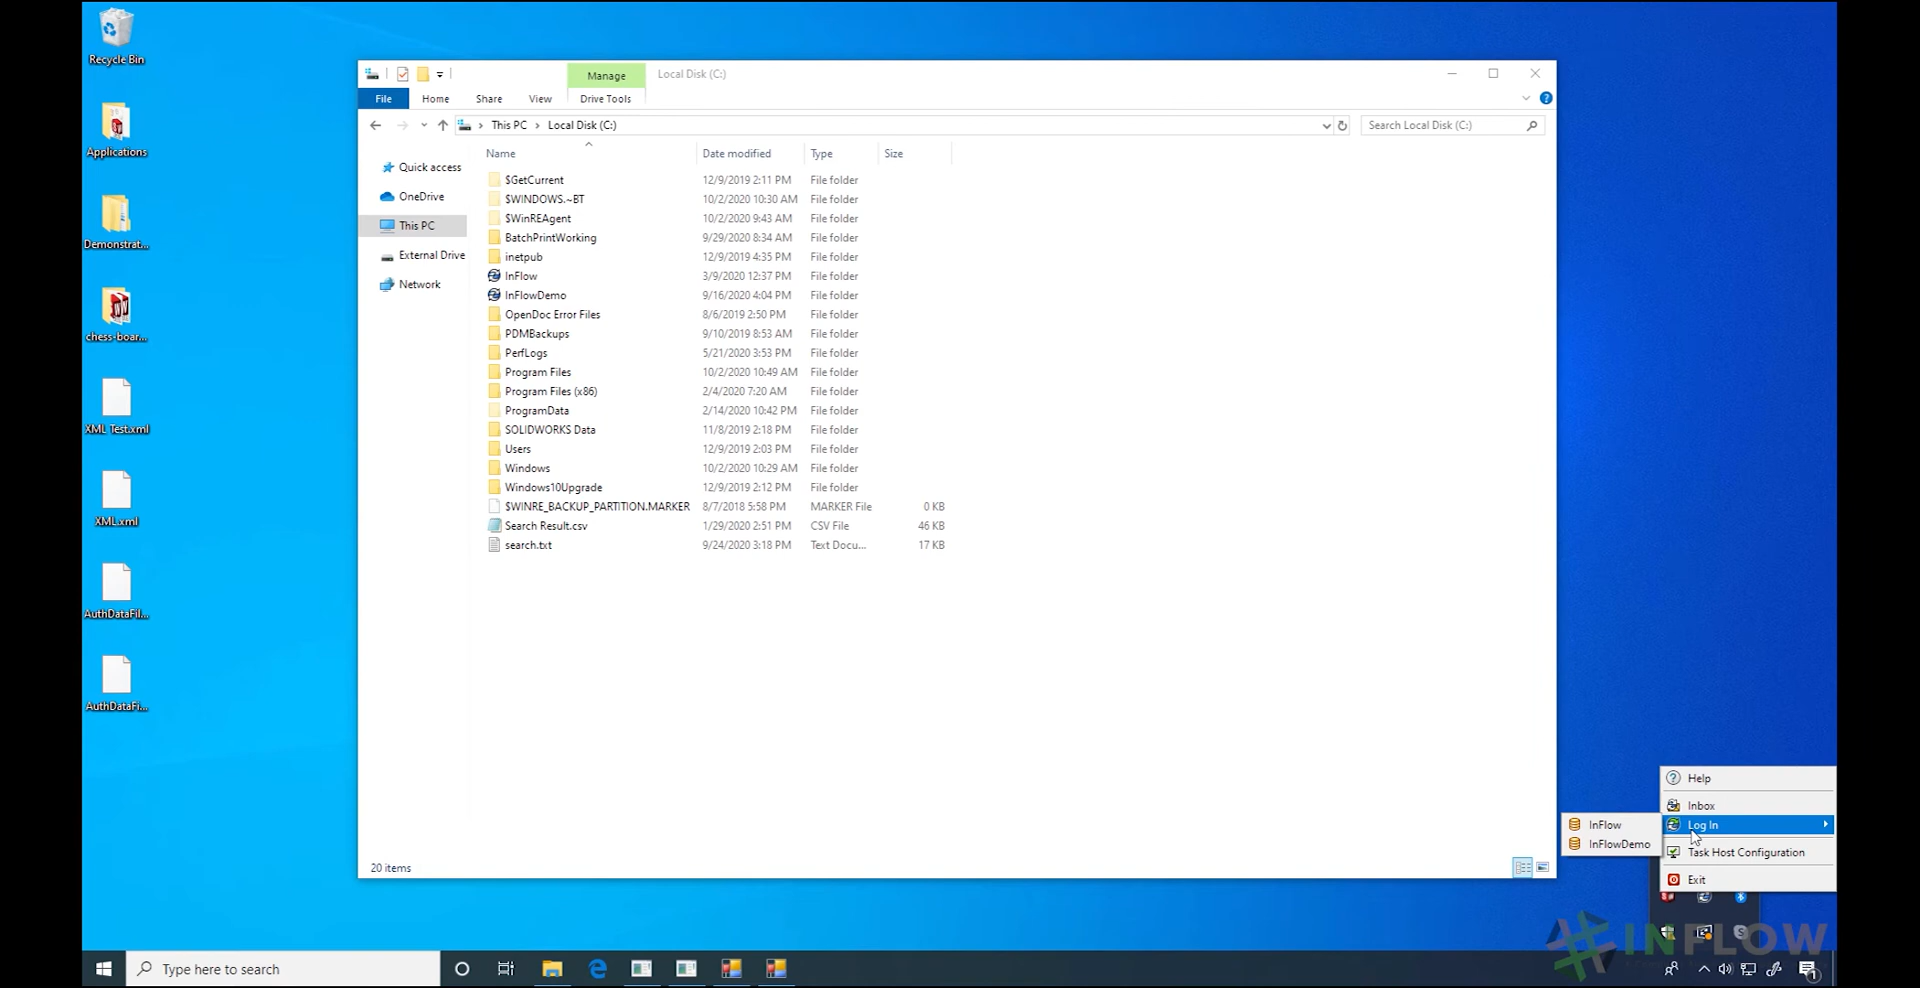 Recycle Bin
Applications
Demonstrat...
chess-boar...
XML Test.xml
XML.xml
AuthDataFil...
AuthDataFi...
Manage
Local Disk (C:)
File
Home
Share
View
Drive Tools
This PC
Local Disk (C:)
Search Local Disk (C:)
Quick access
OneDrive
This PC
External Drive
Network
Name
Date modified
Type
Size
$GetCurrent 12/9/2019 2:11 PM File folder
$WINDOWS.~BT 10/2/2020 10:30 AM File folder
$WinREAgent 10/2/2020 9:43 AM File folder
BatchPrintWorking 9/29/2020 8:34 AM File folder
inetpub 12/9/2019 4:35 PM File folder
InFlow 3/9/2020 12:37 PM File folder
InFlowDemo 9/16/2020 4:04 PM File folder
OpenDoc Error Files 8/6/2019 2:50 PM File folder
PDMBackups 9/10/2019 8:53 AM File folder
PerfLogs 5/21/2020 3:53 PM File folder
Program Files 10/2/2020 10:49 AM File folder
Program Files (x86) 2/4/2020 7:20 AM File folder
ProgramData 2/14/2020 10:42 PM File folder
SOLIDWORKS Data 11/8/2019 2:18 PM File folder
Users 12/9/2019 2:03 PM File folder
Windows 10/2/2020 10:29 AM File folder
Windows10Upgrade 12/9/2019 2:12 PM File folder
$WINRE_BACKUP_PARTITION.MARKER 8/7/2018 5:58 PM MARKER File 0 KB
Search Result.csv 1/29/2020 2:51 PM CSV File 46 KB
search.txt 9/24/2020 3:18 PM Text Docu... 17 KB
20 items
Help
Inbox
Log In
Task Host Configuration
Exit
InFlow
InFlowDemo
INFLOW
Type here to search
1